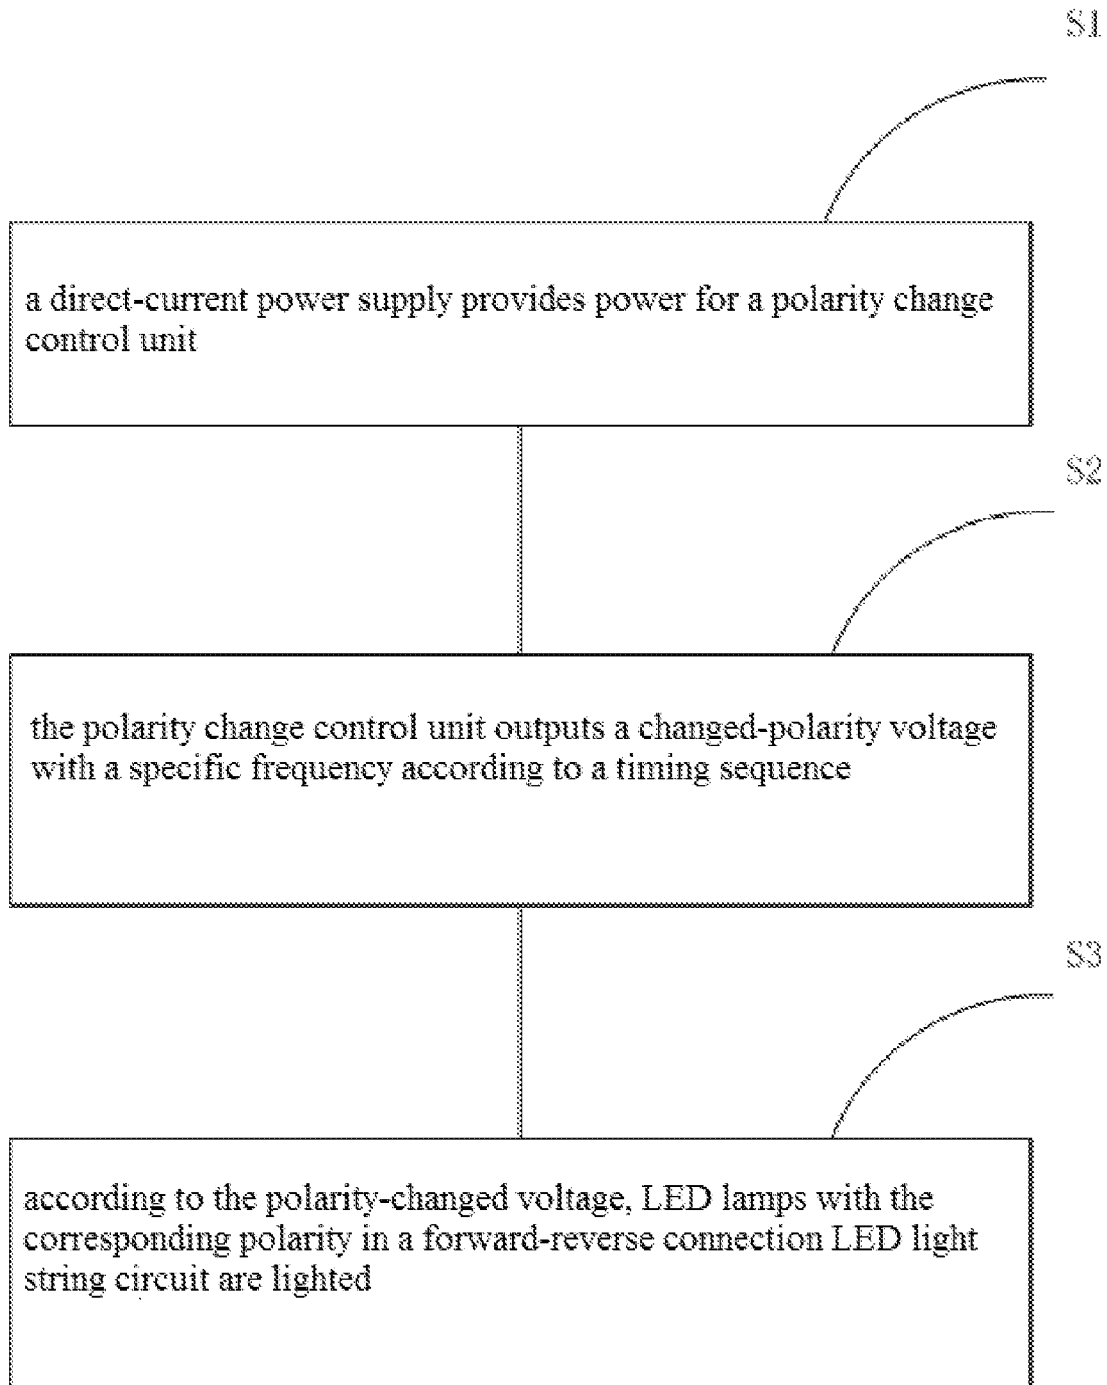 S1
a direct-current power supply provides power for a polarity change
control unit
S2
the polarity change control unit outputs a changed-polarity voltage
with a specific frequency according to a timing sequence
S3
according to the polarity-changed voltage, LED lamps with the
corresponding polarity in a forward-reverse connection LED light
string circuit are lighted